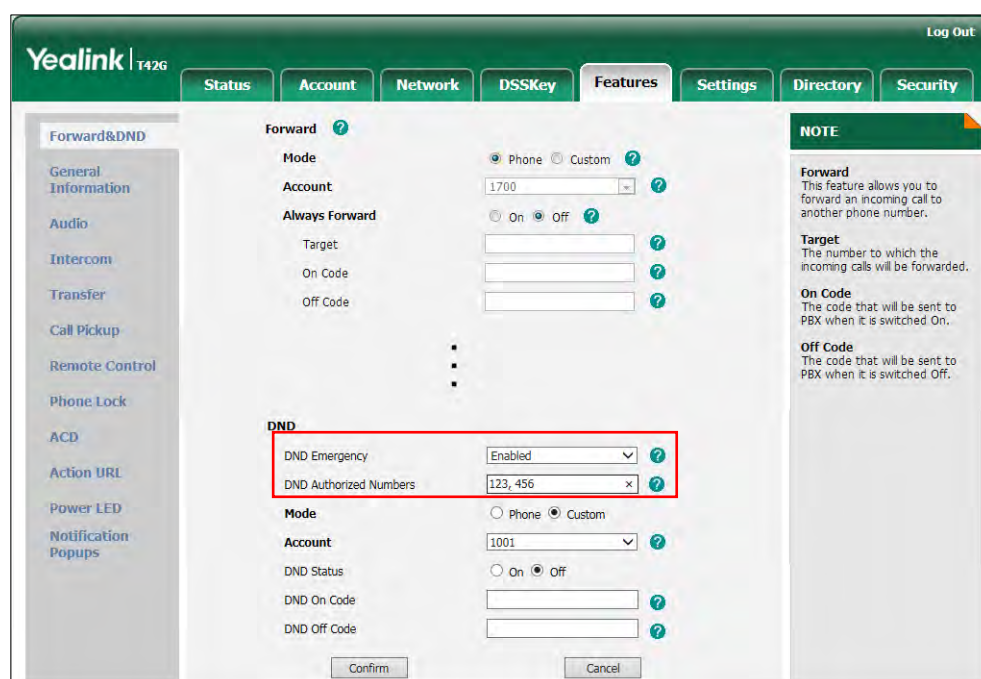 Log Out
Yealink | T42G
Status Account Network DSSKey Features Settings Directory Security
Forward&DND
General
Information
Audio
Intercom
Transfer
Call Pickup
Remote Control
Phone Lock
ACD
Action URL
Power LED
Notification
Popups
Forward ?
Mode Phone Custom ?
Account 1700 ?
Always Forward On Off ?
Target ?
On Code ?
Off Code ?
DND
DND Emergency Enabled ?
DND Authorized Numbers 123, 456 × ?
Mode Phone Custom
Account 1001 ?
DND Status On Off
DND On Code ?
DND Off Code ?
Confirm Cancel
NOTE
Forward
This feature allows you to
forward an incoming call to
another phone number.
Target
The number to which the
incoming calls will be forwarded.
On Code
The code that will be sent to
PBX when it is switched On.
Off Code
The code that will be sent to
PBX when it is switched Off.